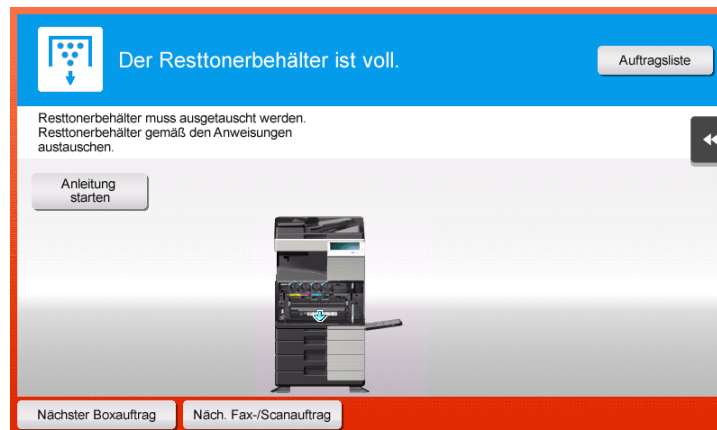 Der Resttonerbehälter ist voll.
Auftragsliste
Resttonerbehälter muss ausgetauscht werden.
Resttonerbehälter gemäß den Anweisungen
austauschen.
Anleitung
starten
Nächster Boxauftrag
Näch. Fax-/Scanauftrag